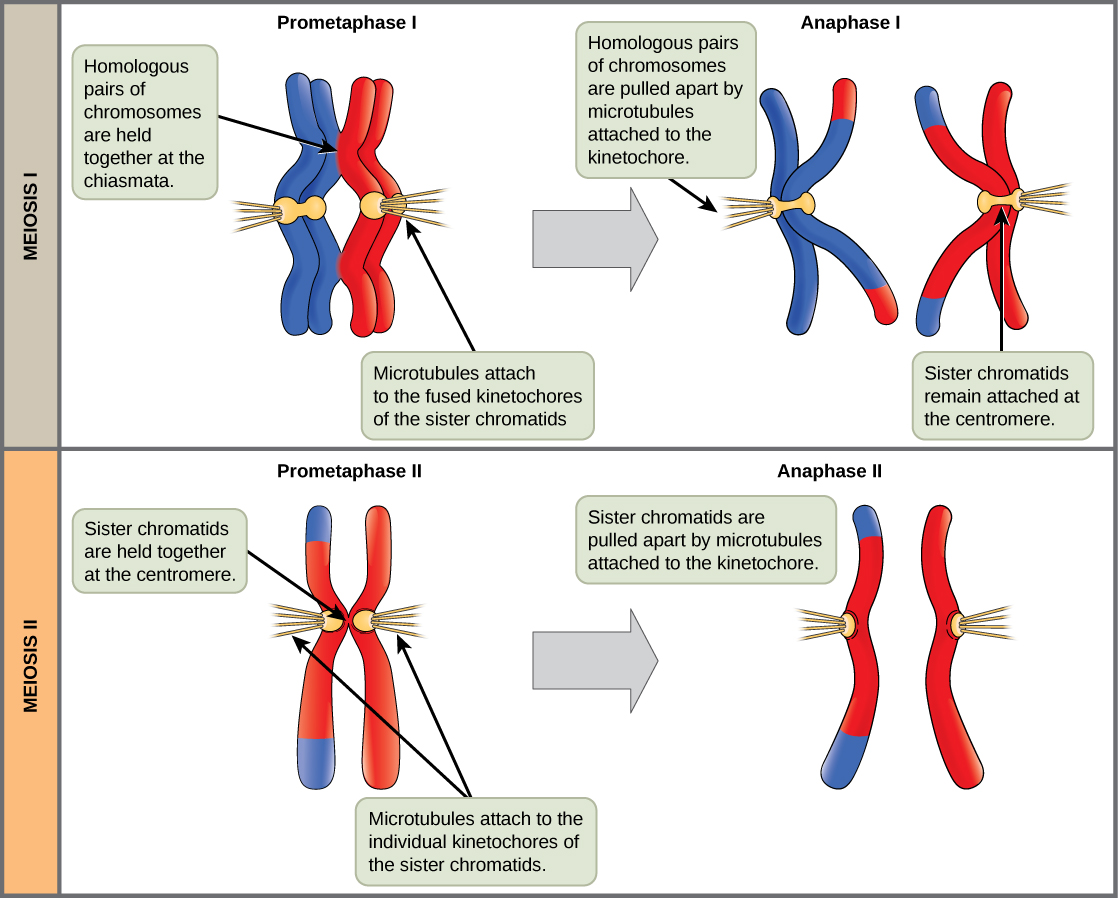 MEIOSIS I
Prometaphase I
Homologous
pairs of
chromosomes
are held
together at the
chiasmata.
Microtubules attach
to the fused kinetochores
of the sister chromatids
Anaphase I
Homologous pairs
of chromosomes
are pulled apart by
microtubules
attached to the
kinetochore.
Sister chromatids
remain attached at
the centromere.
MEIOSIS II
Prometaphase II
Sister chromatids
are held together
at the centromere.
Microtubules attach to the
individual kinetochores of
the sister chromatids.
Anaphase II
Sister chromatids are
pulled apart by microtubules
attached to the kinetochore.